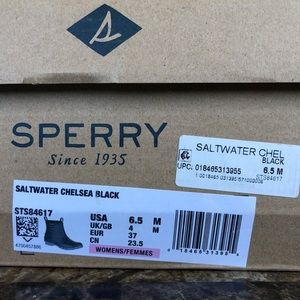 SPERRY
Since 1935
SALTWATER CHEL
BLACK
UPC: 018465313955 6.5 M
STS84617
SALTWATER CHELSEA BLACK
STS84617
USA 6.5 M
UK/GB 4 M
EUR 37
CN 23.5
WOMENS/FEMMES